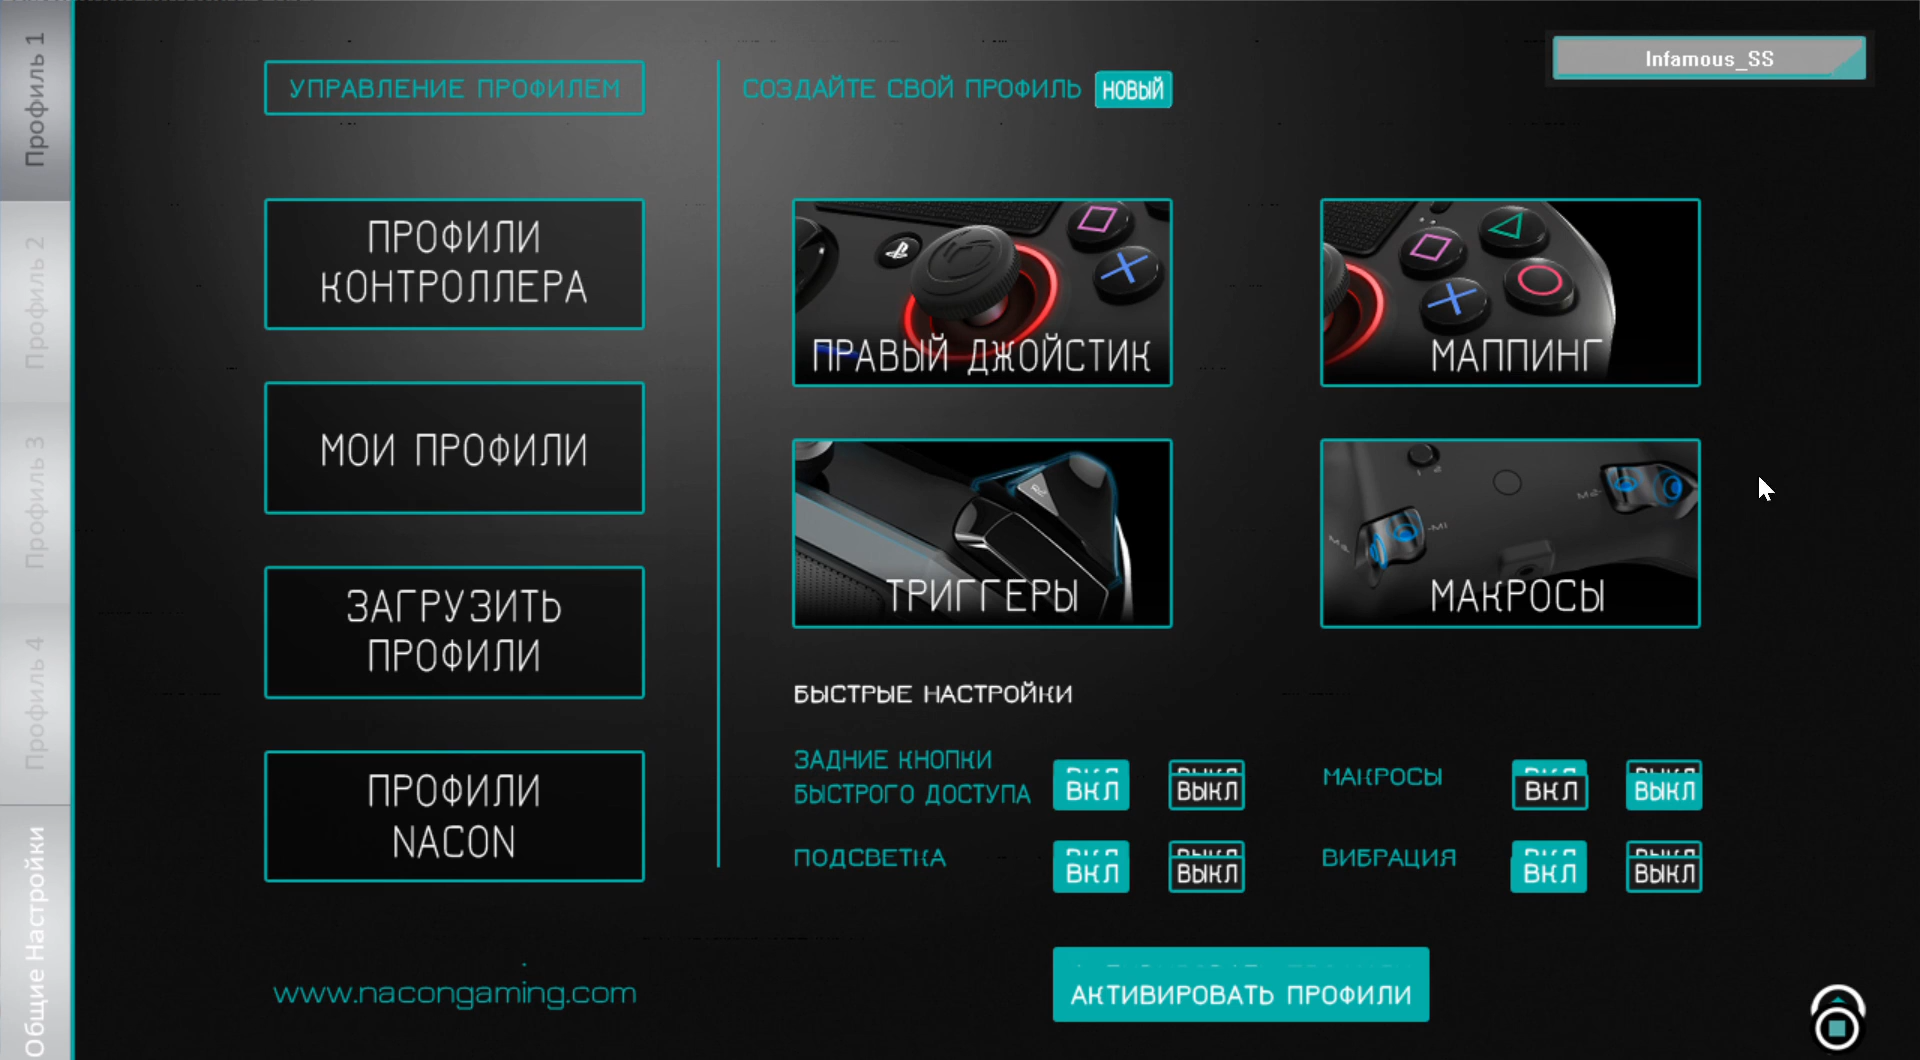 Профиль 1
Профиль 2
Профиль 3
Профиль 4
Общие Настройки
УПРАВЛЕНИЕ ПРОФИЛЕМ
ПРОФИЛИ
КОНТРОЛЛЕРА
МОИ ПРОФИЛИ
ЗАГРУЗИТЬ
ПРОФИЛИ
ПРОФИЛИ
NACON
www.nacongaming.com
СОЗДАЙТЕ СВОЙ ПРОФИЛЬ НОВЫЙ
Infamous_SS
ПРАВЫЙ ДЖОЙСТИК
МАППИНГ
ТРИГГЕРЫ
МАКРОСЫ
БЫСТРЫЕ НАСТРОЙКИ
ЗАДНИЕ КНОПКИ
БЫСТРОГО ДОСТУПА ВКЛ ВЫКЛ
МАКРОСЫ ВКЛ ВЫКЛ
ПОДСВЕТКА ВКЛ ВЫКЛ
ВИБРАЦИЯ ВКЛ ВЫКЛ
АКТИВИРОВАТЬ ПРОФИЛИ